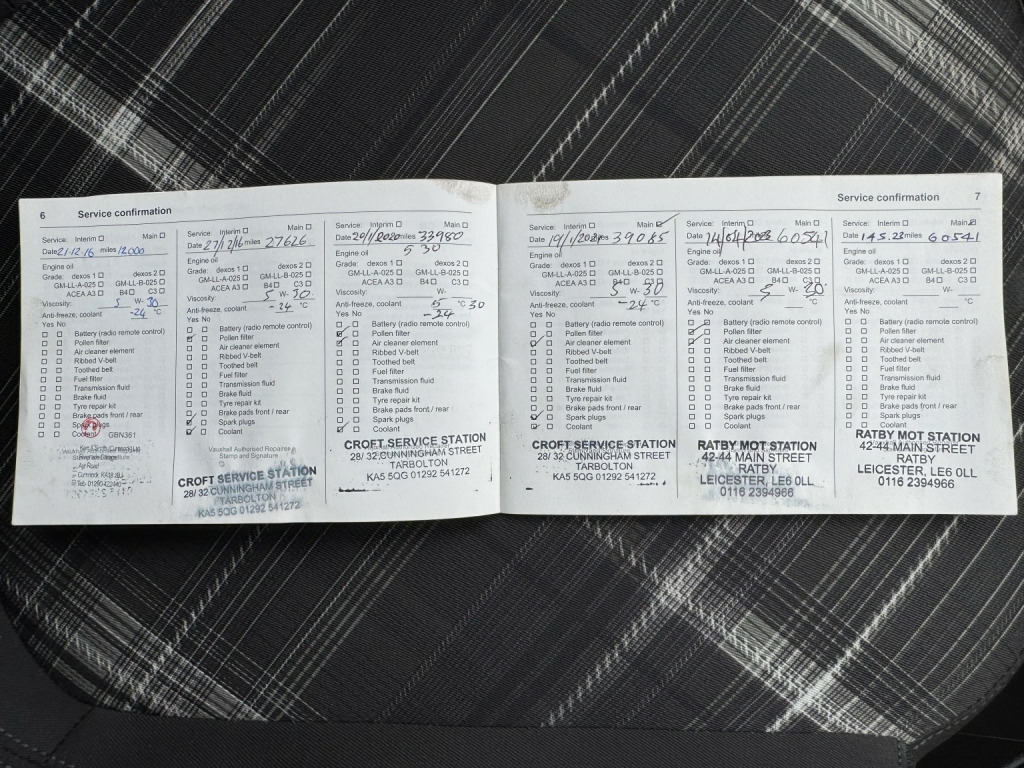 6 Service confirmation
Service: Interim Main
Date 21.12.16 miles 12000
Engine oil
Grade: dexos 1 dexos 2
GM-LL-A-025 GM-LL-B-025
ACEA A3 B4 C3
Viscosity: 5 W- 30
Anti-freeze, coolant -24 °C
Yes No
Battery (radio remote control)
Pollen filter
Air cleaner element
Ribbed V-belt
Toothed belt
Fuel filter
Transmission fluid
Brake fluid
Tyre repair kit
Brake pads front / rear
Spark plugs
Coolant GBN361
Service: Interim Main
Date 27/12/16 miles 27626
Engine oil
Grade: dexos 1 dexos 2
GM-LL-A-025 GM-LL-B-025
ACEA A3 B4 C3
Viscosity: 5 W- 30
Anti-freeze, coolant -24 °C
Yes No
Battery (radio remote control)
Pollen filter
Air cleaner element
Ribbed V-belt
Toothed belt
Fuel filter
Transmission fluid
Brake fluid
Tyre repair kit
Brake pads front / rear
Spark plugs
Coolant
Vauxhall Authorised Repairers
Stamp and Signature
CROFT SERVICE STATION
28/ 32 CUNNINGHAM STREET
TARBOLTON
KA5 5QG 01292 541272
Service: Interim Main
Date 20/1/2020 miles 33980
Engine oil 5 30
Grade: dexos 1 dexos 2
GM-LL-A-025 GM-LL-B-025
ACEA A3 B4 C3
Viscosity: W-
Anti-freeze, coolant 5 °C 30
Yes No -24
Battery (radio remote control)
Pollen filter
Air cleaner element
Ribbed V-belt
Toothed belt
Fuel filter
Transmission fluid
Brake fluid
Tyre repair kit
Brake pads front / rear
Spark plugs
Coolant
CROFT SERVICE STATION
28/ 32 CUNNINGHAM STREET
TARBOLTON
KA5 5QG 01292 541272
Service confirmation 7
Service: Interim Main
Date 19/1/ miles 39085
Engine oil
Grade: dexos 1 dexos 2
GM-LL-A-025 GM-LL-B-025
ACEA A3 B4 C3
Viscosity: 5 W- 30
Anti-freeze, coolant -24 °C
Yes No
Battery (radio remote control)
Pollen filter
Air cleaner element
Ribbed V-belt
Toothed belt
Fuel filter
Transmission fluid
Brake fluid
Tyre repair kit
Brake pads front / rear
Spark plugs
Coolant
CROFT SERVICE STATION
28/ 32 CUNNINGHAM STREET
TARBOLTON
KA5 5QG 01292 541272
Service: Interim Main
Date miles 60541
Engine oil
Grade: dexos 1 dexos 2
GM-LL-A-025 GM-LL-B-025
ACEA A3 B4 C3
Viscosity: 5 W-
Anti-freeze, coolant °C
Yes No
Battery (radio remote control)
Pollen filter
Air cleaner element
Ribbed V-belt
Toothed belt
Fuel filter
Transmission fluid
Brake fluid
Tyre repair kit
Brake pads front / rear
Spark plugs
Coolant
RATBY MOT STATION
42-44 MAIN STREET
RATBY
LEICESTER, LE6 0LL
0116 2394966
Service: Interim Main
Date 14.5.23 miles 60541
Engine oil
Grade: dexos 1 dexos 2
GM-LL-A-025 GM-LL-B-025
ACEA A3 B4 C3
Viscosity: W-
Anti-freeze, coolant °C
Yes No
Battery (radio remote control)
Pollen filter
Air cleaner element
Ribbed V-belt
Toothed belt
Fuel filter
Transmission fluid
Brake fluid
Tyre repair kit
Brake pads front / rear
Spark plugs
Coolant
RATBY MOT STATION
42-44 MAIN STREET
RATBY
LEICESTER, LE6 0LL
0116 2394966